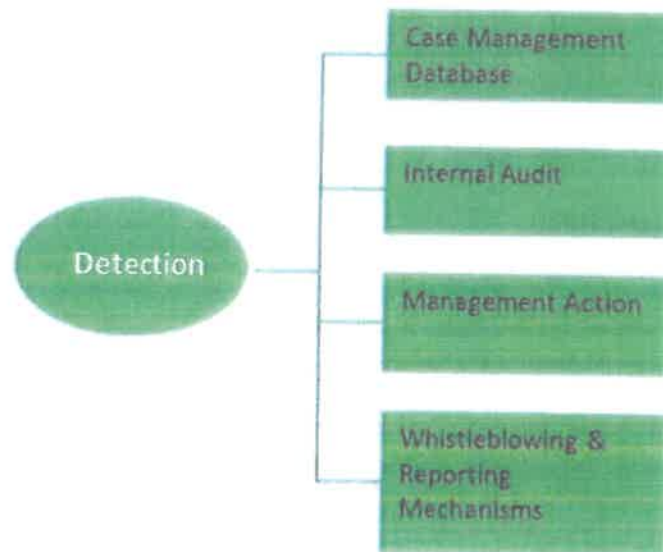 Case Management
Database
Internal Audit
Detection
Management Action
Whistleblowing &
Reporting
Mechanisms